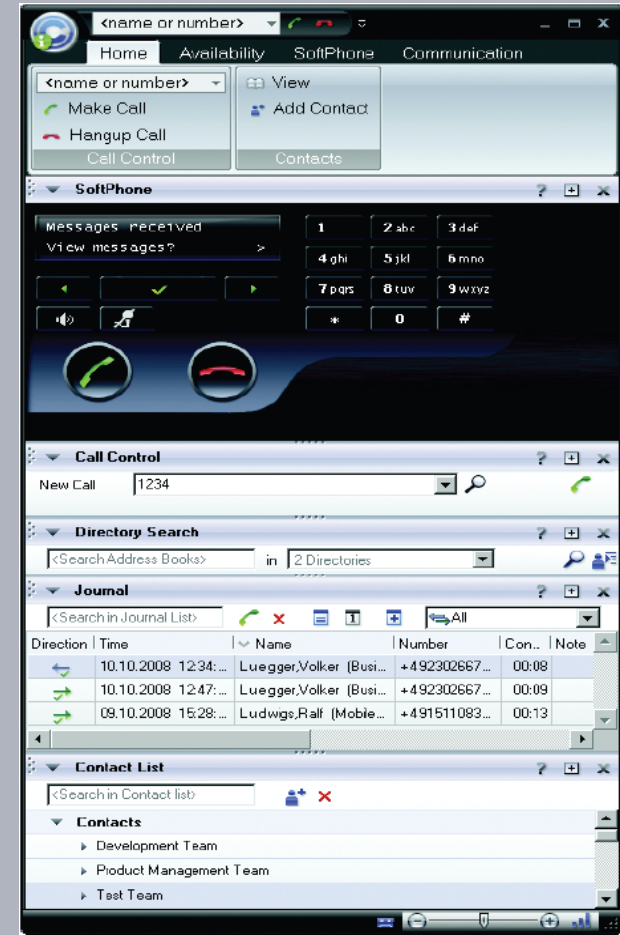 <name or number>
Home Availability SoftPhone Communication
<name or number> View
Make Call Add Contact
Hangup Call
Cell Control Contacts
SoftPhone ?
Messages received
View messages? >
1 2 abc 3 def
4 ghi 5 jkl 6 mno
7 pqrs 8 tuv 9 wxyz
* 0 #
Call Control ?
New Call 1234
Directory Search ?
<Search Address Books> in 2 Directories
Journal ?
<Search in Journal List> 1 All
Direction Time Name Number Con... Note
10.10.2008 12:34:... Luegger,Volker (Busi... +492302667... 00:08
10.10.2008 12:47:... Luegger,Volker (Busi... +492302667... 00:09
09.10.2008 15:28:... Ludwigs,Ralf (Mobile... +491511083... 00:13
Contact List ?
<Search in Contact list>
Contacts
Development Team
Product Management Team
Test Team